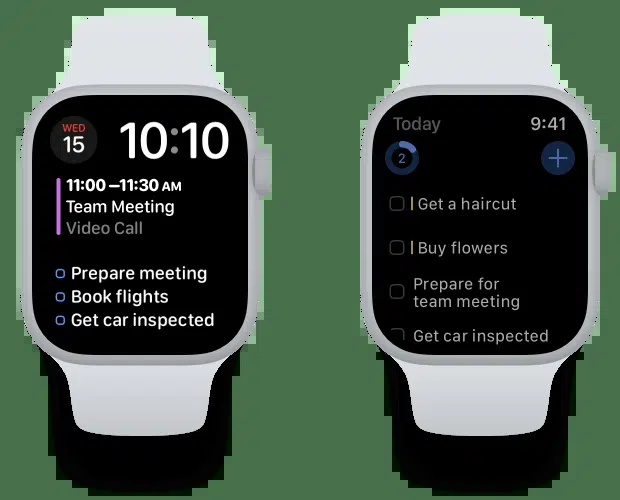 WED
15
10:10
11:00 –11:30 AM
Team Meeting
Video Call
Prepare meeting
Book flights
Get car inspected
Today
9:41
2
Get a haircut
Buy flowers
Prepare for
team meeting
Get car inspected